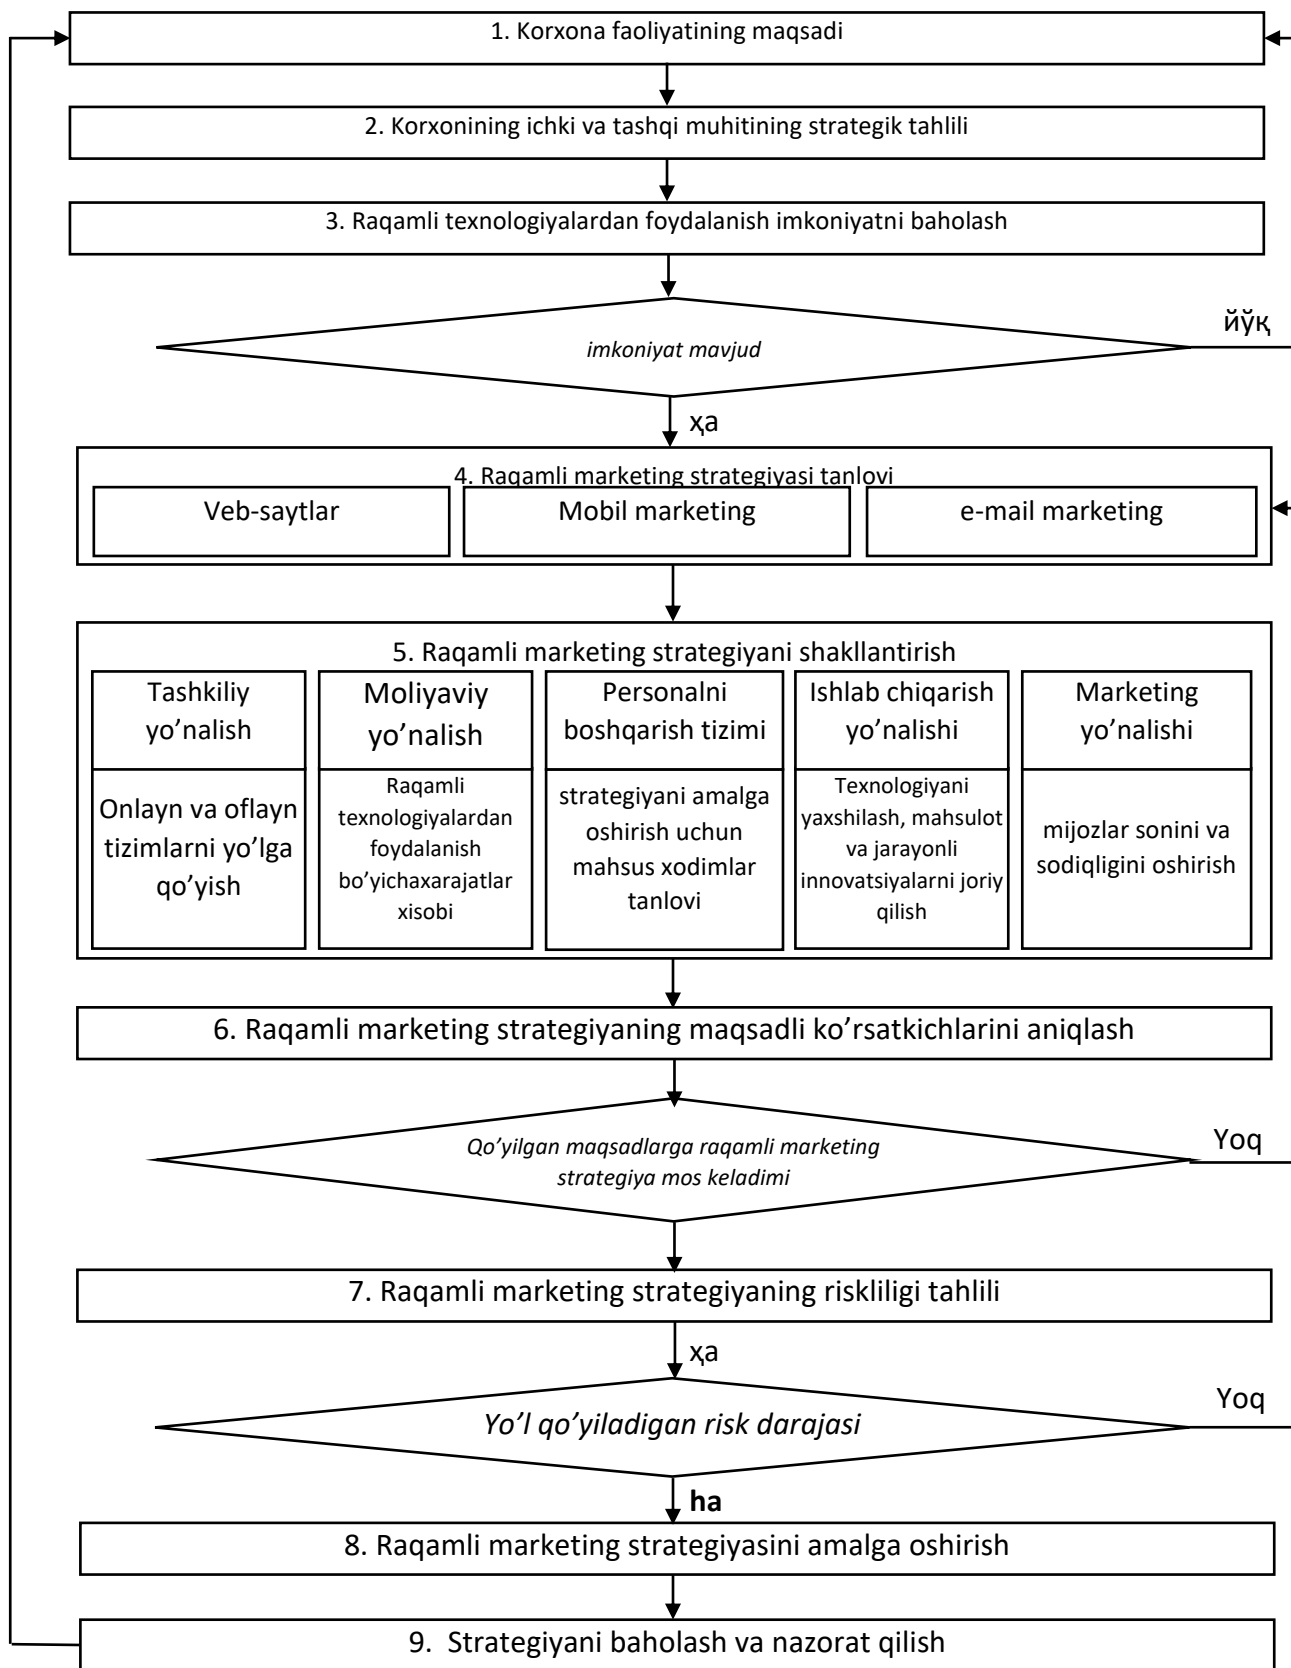 1. Korxona faoliyatining maqsadi
2. Korxonining ichki va tashqi muhitining strategik tahlili
3. Raqamli texnologiyalardan foydalanish imkoniyatni baholash
imkoniyat mavjud
йўқ
ҳа
4. Raqamli marketing strategiyasi tanlovi
Veb-saytlar
Mobil marketing
e-mail marketing
5. Raqamli marketing strategiyani shakllantirish
Tashkiliy
yo’nalish
Moliyaviy
yo’nalish
Personalni
boshqarish tizimi
Ishlab chiqarish
yo’nalishi
Marketing
yo’nalishi
Onlayn va oflayn
tizimlarni yo’lga
qo’yish
Raqamli
texnologiyalardan
foydalanish
bo’yichaxarajatlar
xisobi
strategiyani amalga
oshirish uchun
mahsus xodimlar
tanlovi
Texnologiyani
yaxshilash, mahsulot
va jarayonli
innovatsiyalarni joriy
qilish
mijozlar sonini va
sodiqligini oshirish
6. Raqamli marketing strategiyaning maqsadli ko’rsatkichlarini aniqlash
Qo’yilgan maqsadlarga raqamli marketing
strategiya mos keladimi
Yoq
7. Raqamli marketing strategiyaning riskliligi tahlili
ҳа
Yo’l qo’yiladigan risk darajasi
Yoq
ha
8. Raqamli marketing strategiyasini amalga oshirish
9. Strategiyani baholash va nazorat qilish